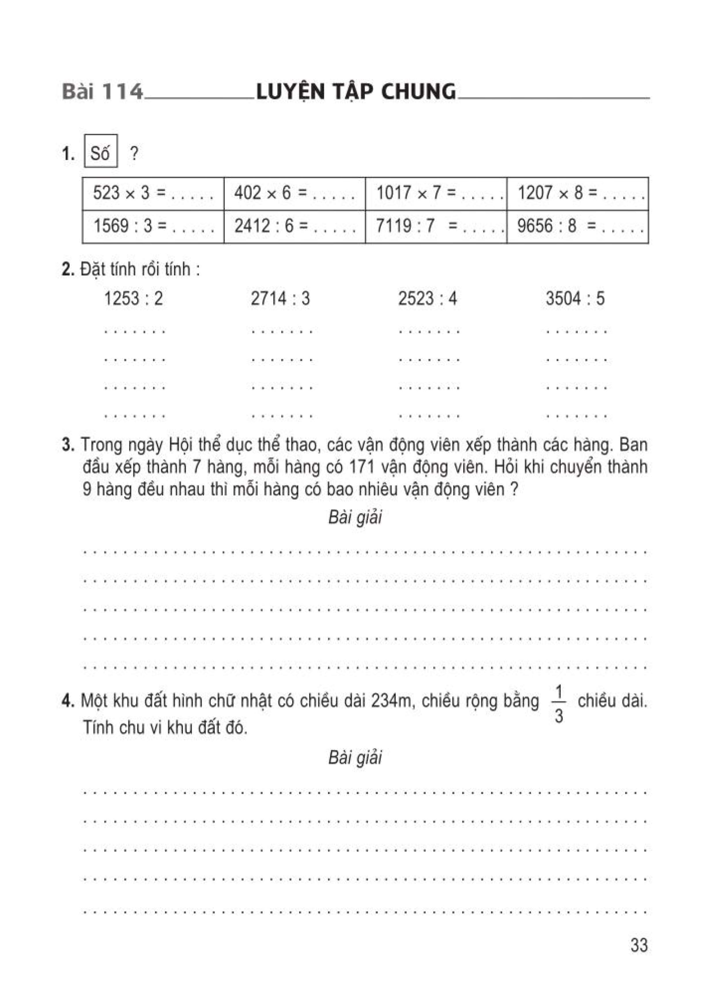 Bài 114 LUYỆN TẬP CHUNG
1. Số ?
523 × 3 = ..... 402 × 6 = ..... 1017 × 7 = ..... 1207 × 8 = .....
1569 : 3 = ..... 2412 : 6 = ..... 7119 : 7 = ..... 9656 : 8 = .....
2. Đặt tính rồi tính :
1253 : 2 2714 : 3 2523 : 4 3504 : 5
3. Trong ngày Hội thể dục thể thao, các vận động viên xếp thành các hàng. Ban
đầu xếp thành 7 hàng, mỗi hàng có 171 vận động viên. Hỏi khi chuyển thành
9 hàng đều nhau thì mỗi hàng có bao nhiêu vận động viên ?
Bài giải
4. Một khu đất hình chữ nhật có chiều dài 234m, chiều rộng bằng 1/3 chiều dài.
Tính chu vi khu đất đó.
Bài giải
33